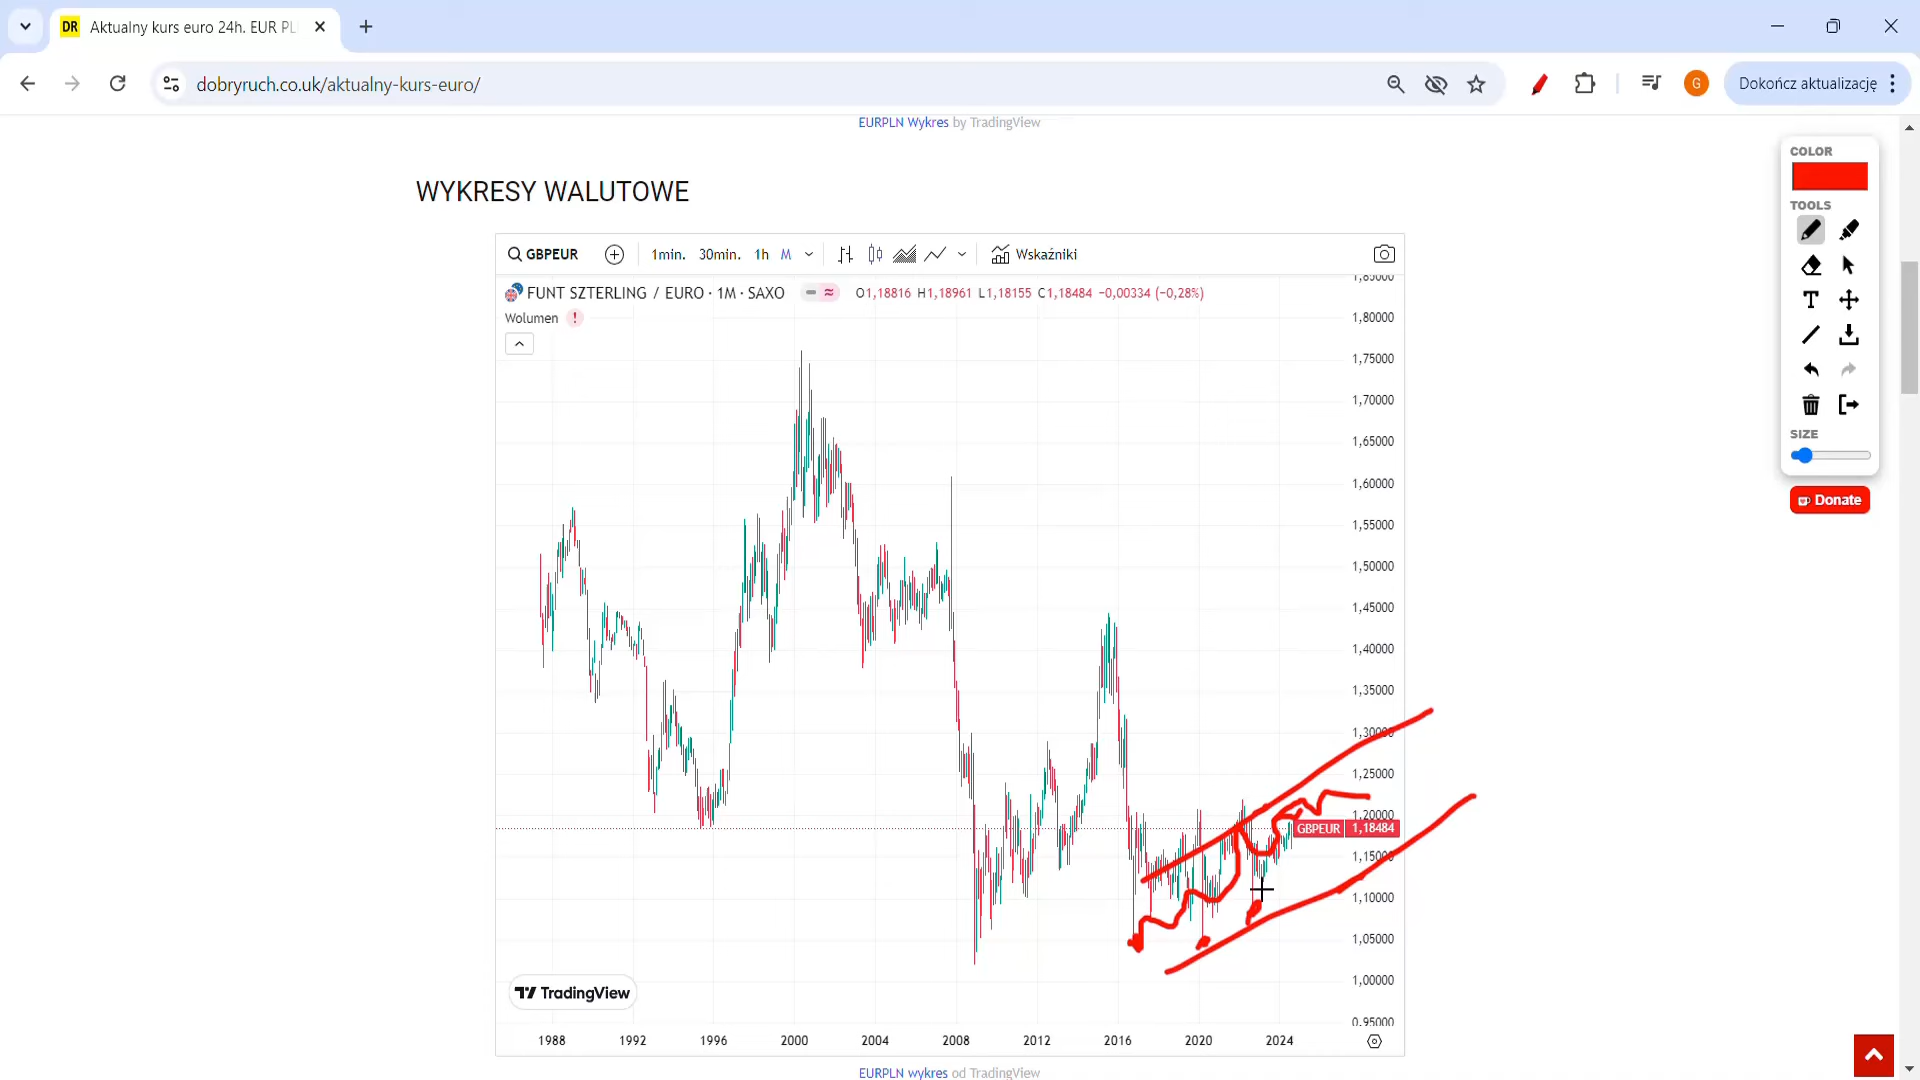 DR Aktualny kurs euro 24h. EUR PL
dobryruch.co.uk/aktualny-kurs-euro/
G
Dokończ aktualizację
EURPLN Wykres by TradingView
WYKRESY WALUTOWE
GBPEUR
1min. 30min. 1h M
Wskaźniki
FUNT SZTERLING / EURO · 1M · SAXO
O1,18816 H1,18961 L1,18155 C1,18484 −0,00334 (−0,28%)
Wolumen !
1,85000
1,80000
1,75000
1,70000
1,65000
1,60000
1,55000
1,50000
1,45000
1,40000
1,35000
1,30000
1,25000
1,20000
GBPEUR 1,18484
1,15000
1,10000
1,05000
1,00000
0,95000
TradingView
1988 1992 1996 2000 2004 2008 2012 2016 2020 2024
EURPLN wykres od TradingView
COLOR
TOOLS
T
SIZE
Donate